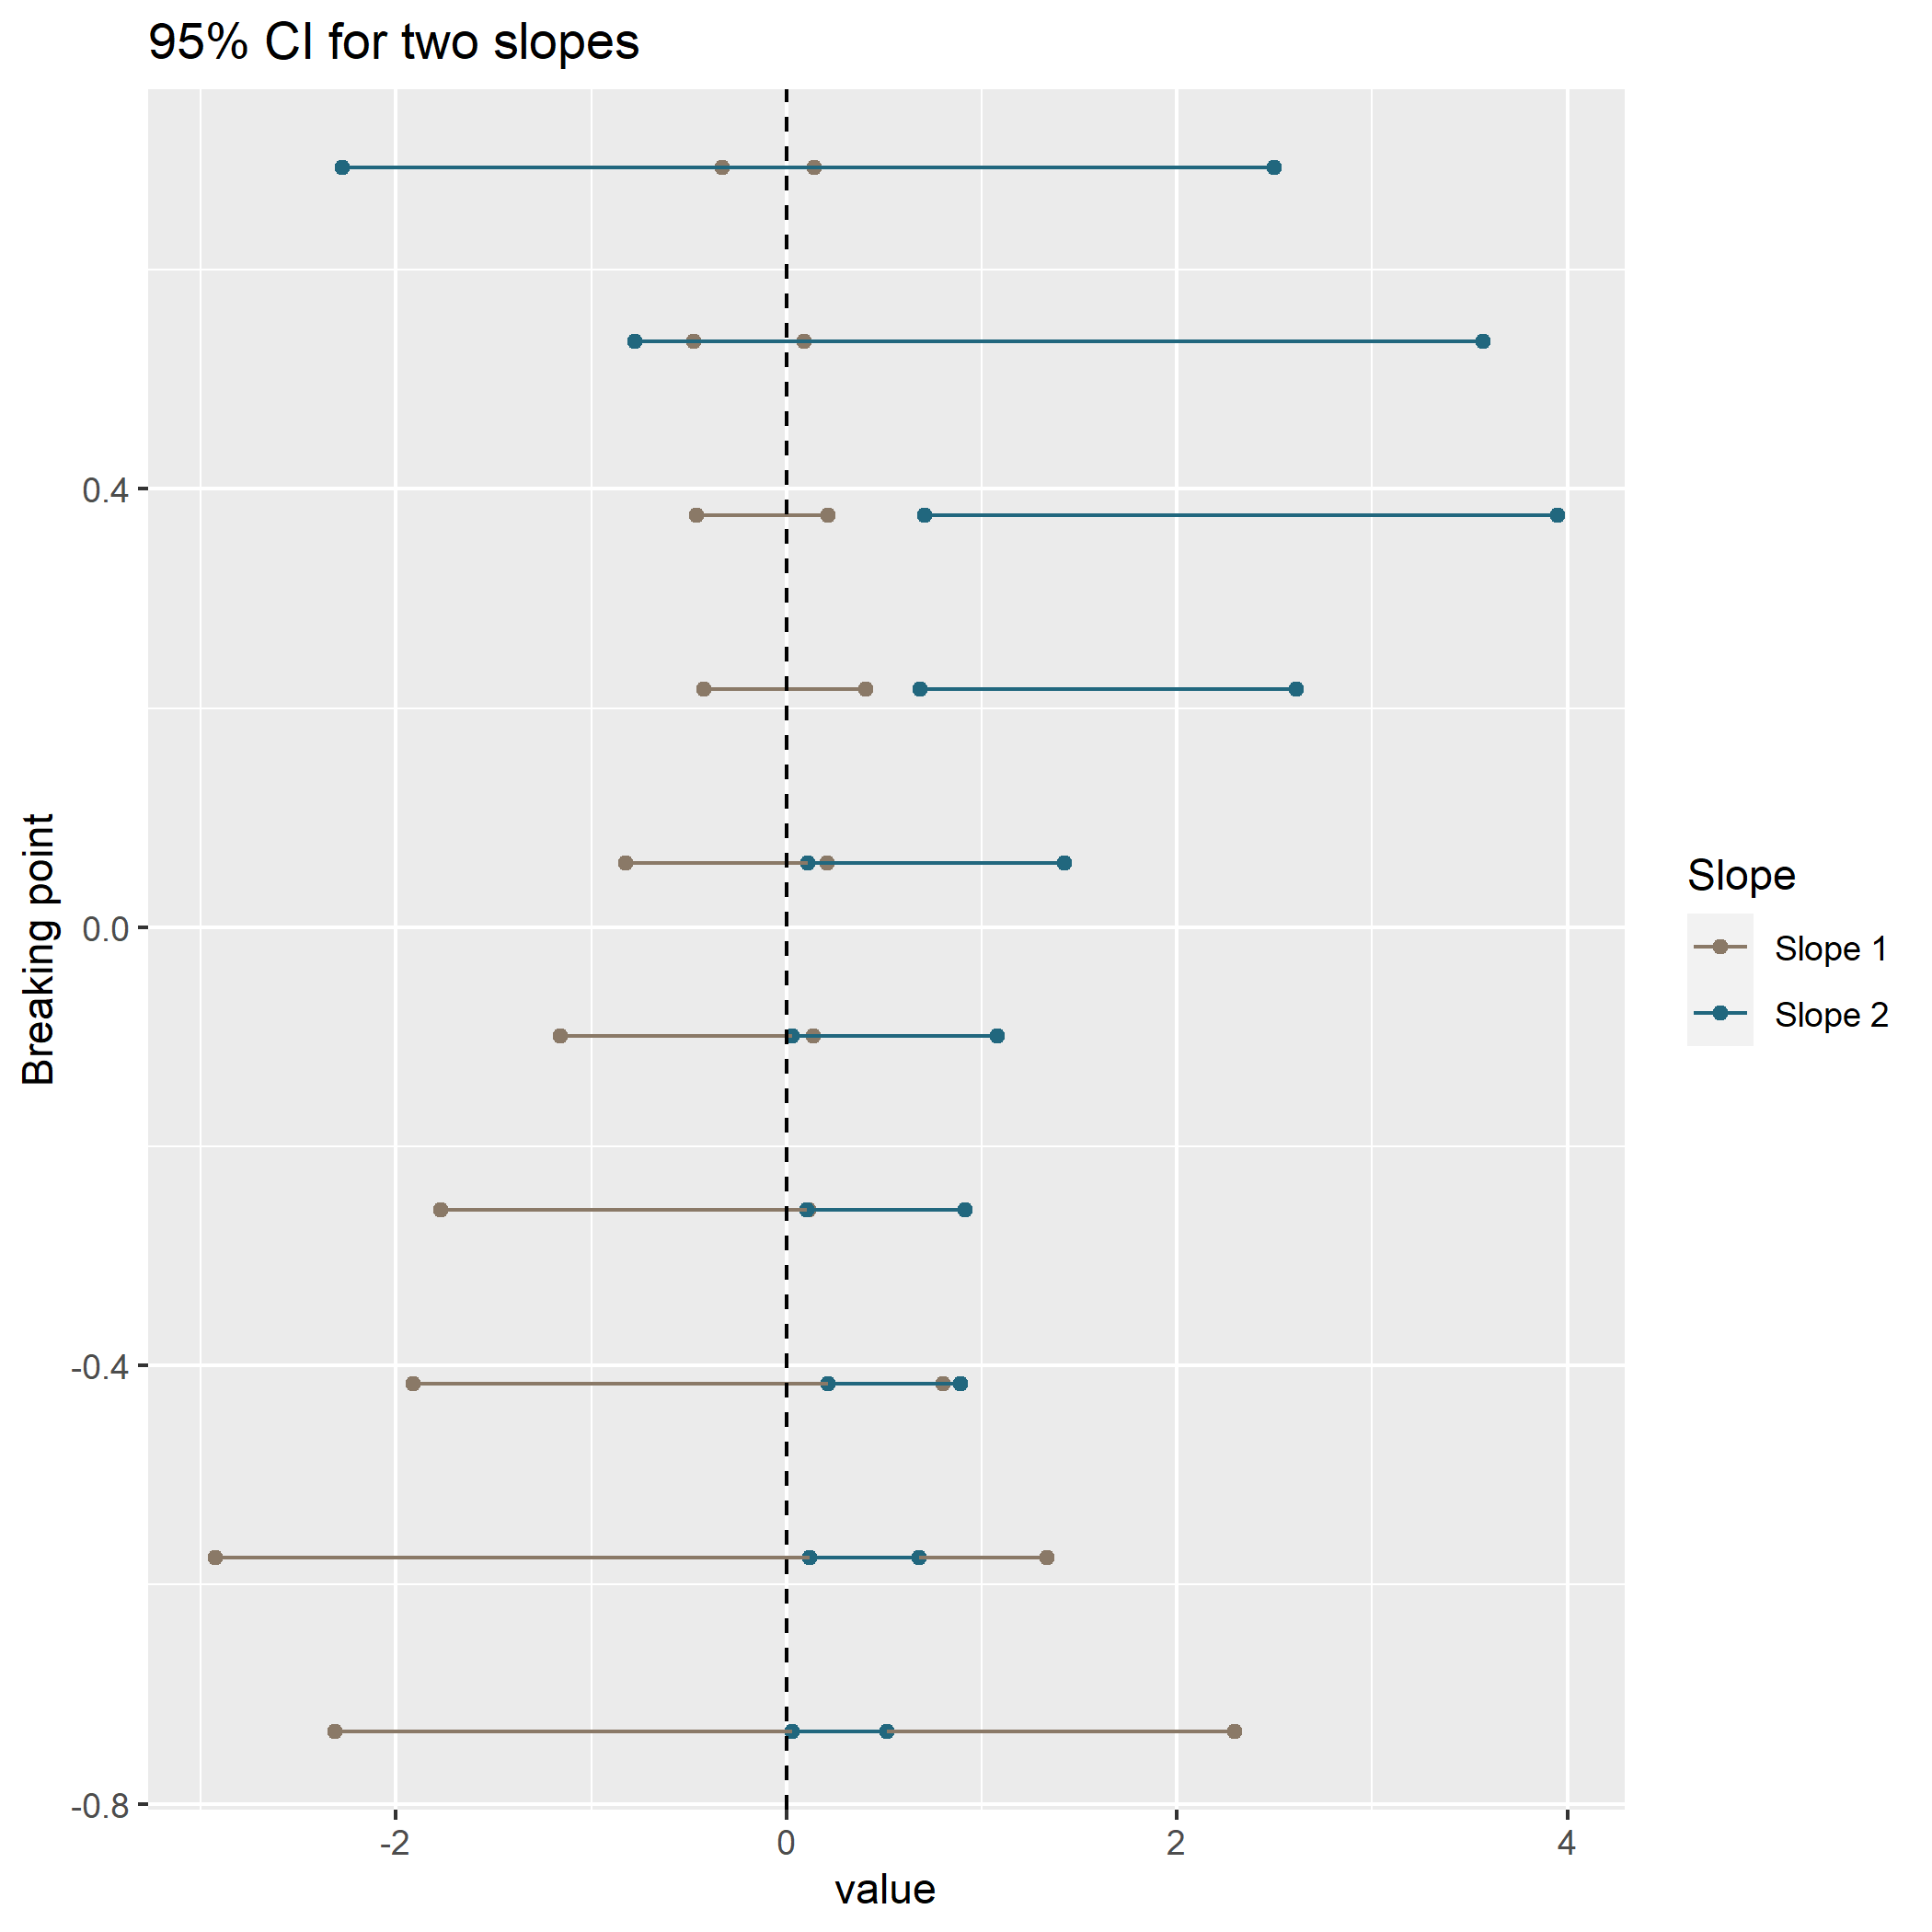 95% CI for two slopes
Breaking point
0.4
0.0
-0.4
-0.8
-2 0 2 4
value
Slope
Slope 1
Slope 2